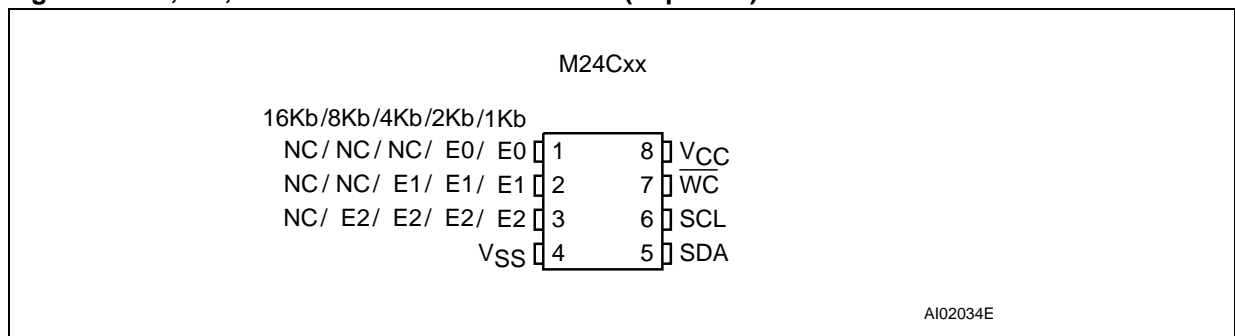 M24Cxx
16Kb/8Kb/4Kb/2Kb/1Kb
NC/ NC/ NC/ E0/ E0 1 8 VCC
NC/ NC/ E1/ E1/ E1 2 7 WC
NC/ E2/ E2/ E2/ E2 3 6 SCL
VSS 4 5 SDA
AI02034E